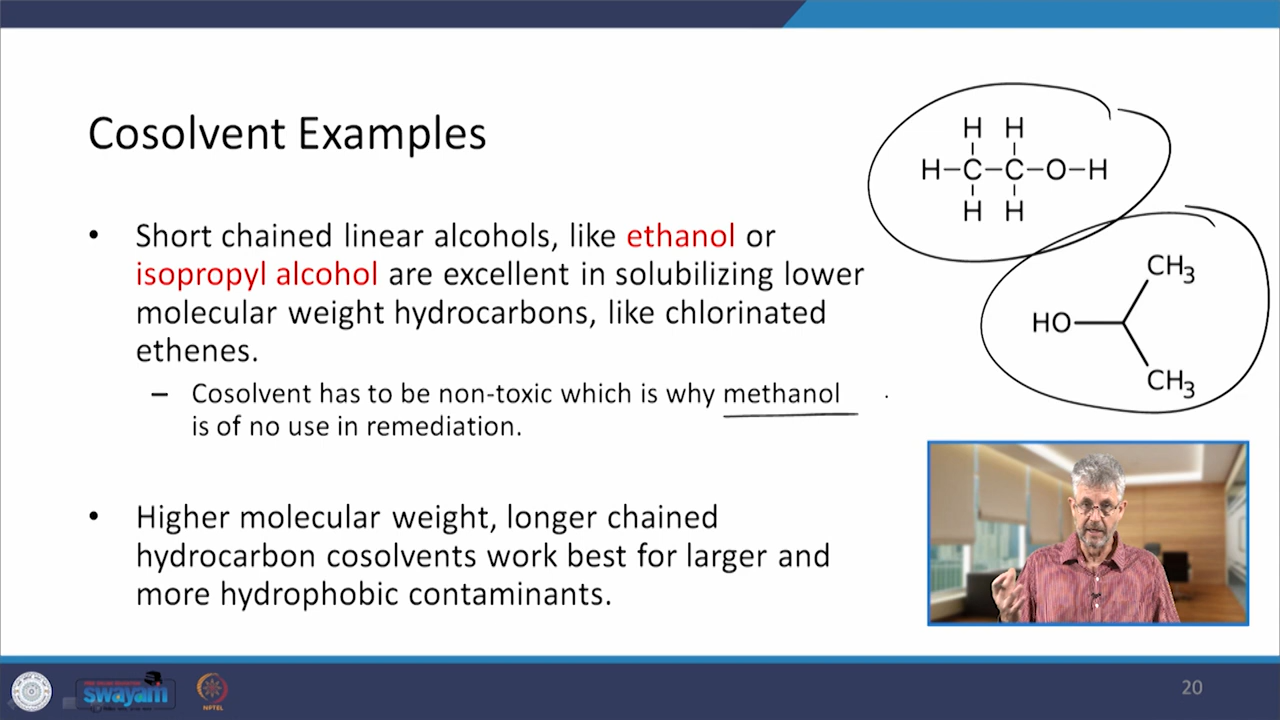 Cosolvent Examples
• Short chained linear alcohols, like ethanol or
isopropyl alcohol are excellent in solubilizing lower
molecular weight hydrocarbons, like chlorinated
ethenes.
– Cosolvent has to be non-toxic which is why methanol
is of no use in remediation.
• Higher molecular weight, longer chained
hydrocarbon cosolvents work best for larger and
more hydrophobic contaminants.
H H
H–C–C–O–H
H H
CH3
HO
CH3
swayam
NPTEL
20